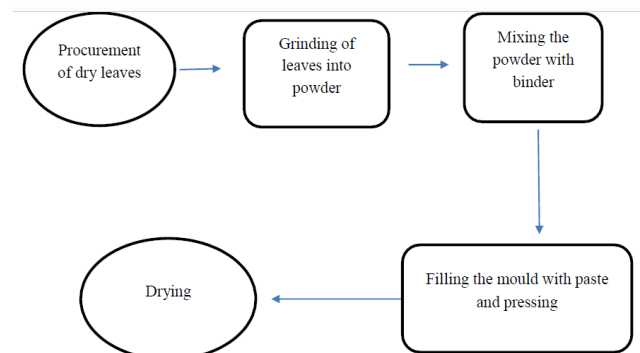 Procurement
of dry leaves
Grinding of
leaves into
powder
Mixing the
powder with
binder
Filling the mould with paste
and pressing
Drying